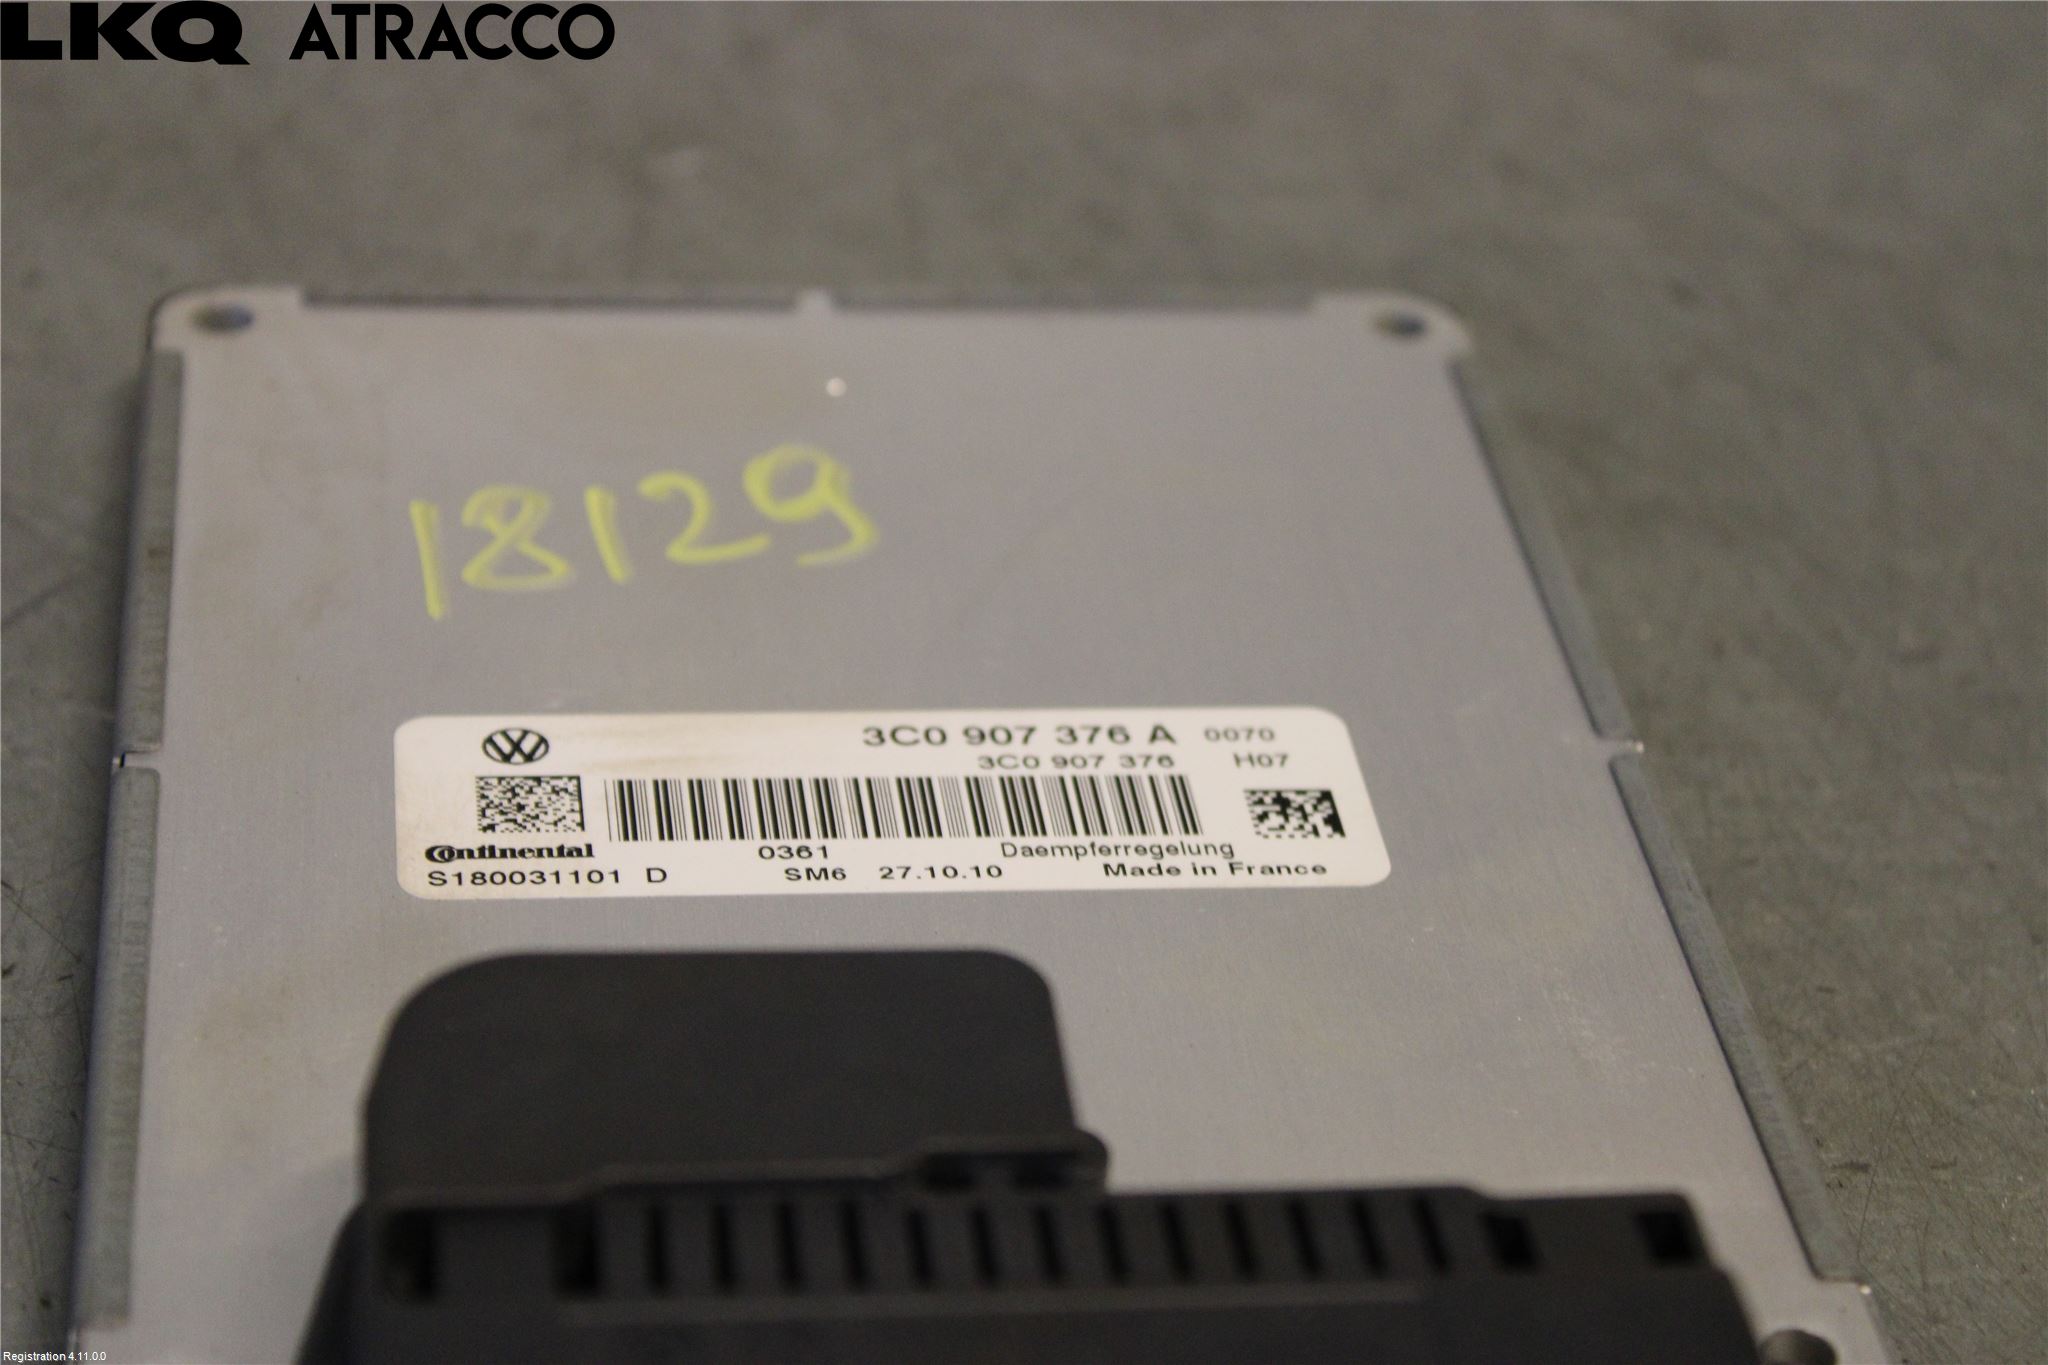 LKQ ATRACCO
18129
3C0 907 376 A 0070
3C0 907 376 H07
Continental 0361 Daempferregelung
S180031101 D SM6 27.10.10 Made in France
Registration 4.11.0.0